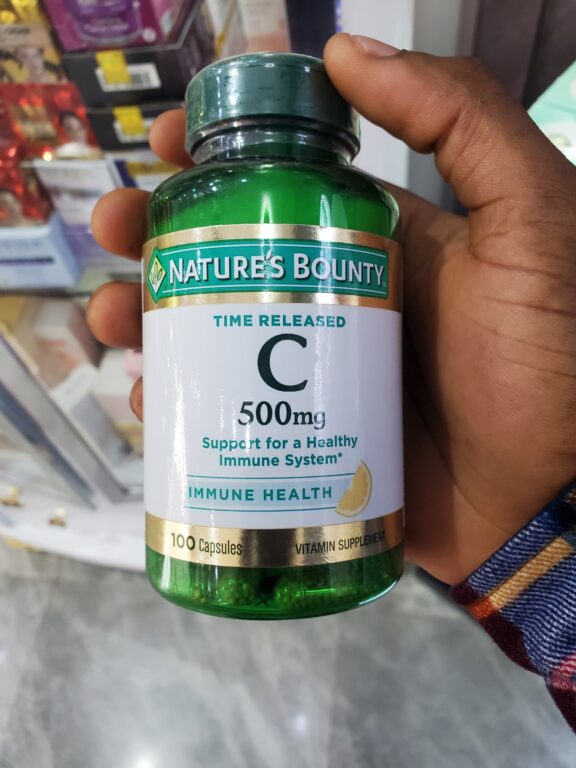 NATURE'S BOUNTY
TIME RELEASED
C
500mg
Support for a Healthy
Immune System*
IMMUNE HEALTH
100 Capsules VITAMIN SUPPLEMENT